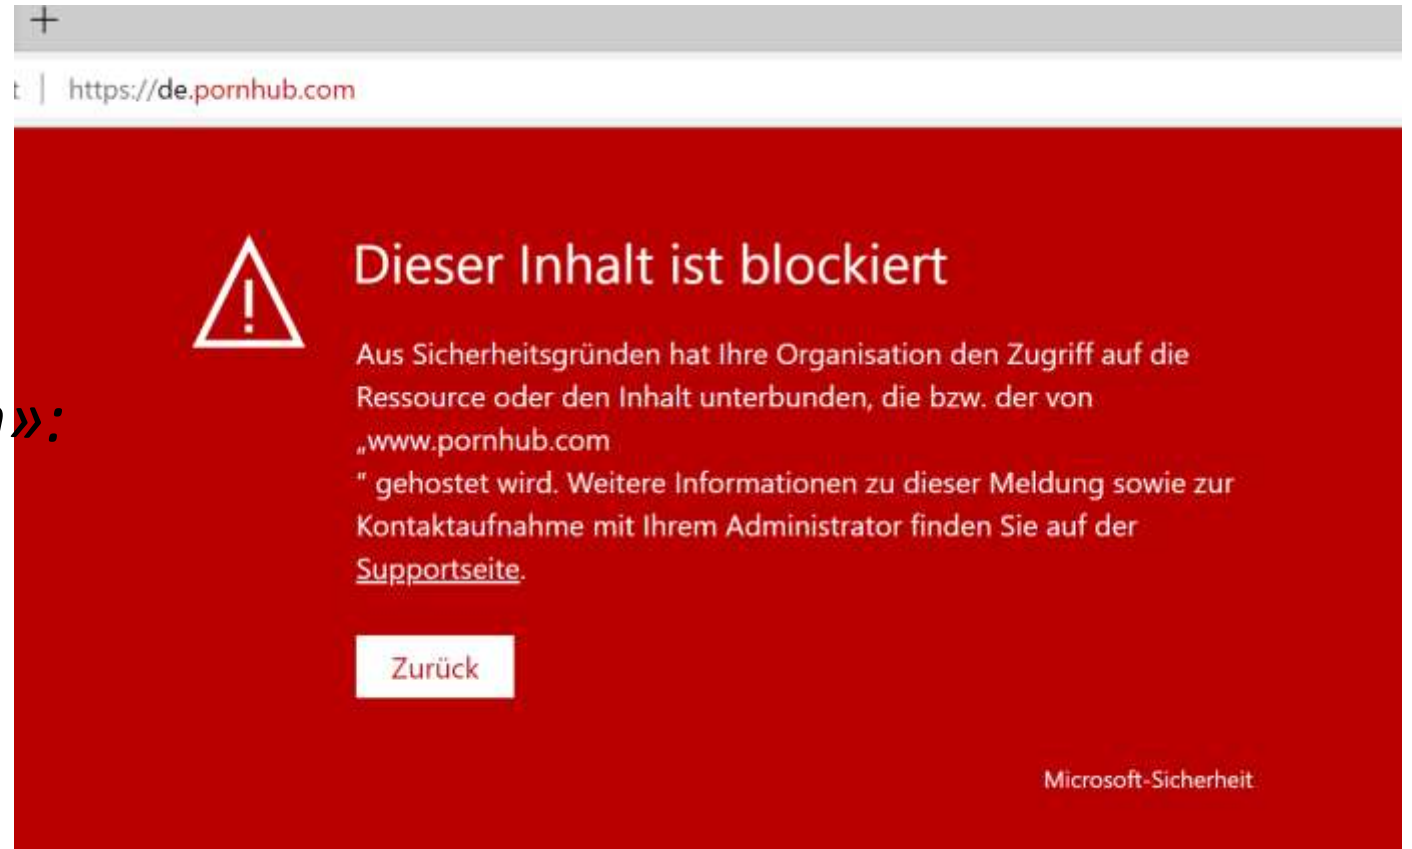 +
t | https://de.pornhub.com
Dieser Inhalt ist blockiert
Aus Sicherheitsgründen hat Ihre Organisation den Zugriff auf die
Ressource oder den Inhalt unterbunden, die bzw. der von
»:
„www.pornhub.com
“ gehostet wird. Weitere Informationen zu dieser Meldung sowie zur
Kontaktaufnahme mit Ihrem Administrator finden Sie auf der
Supportseite.
Zurück
Microsoft-Sicherheit